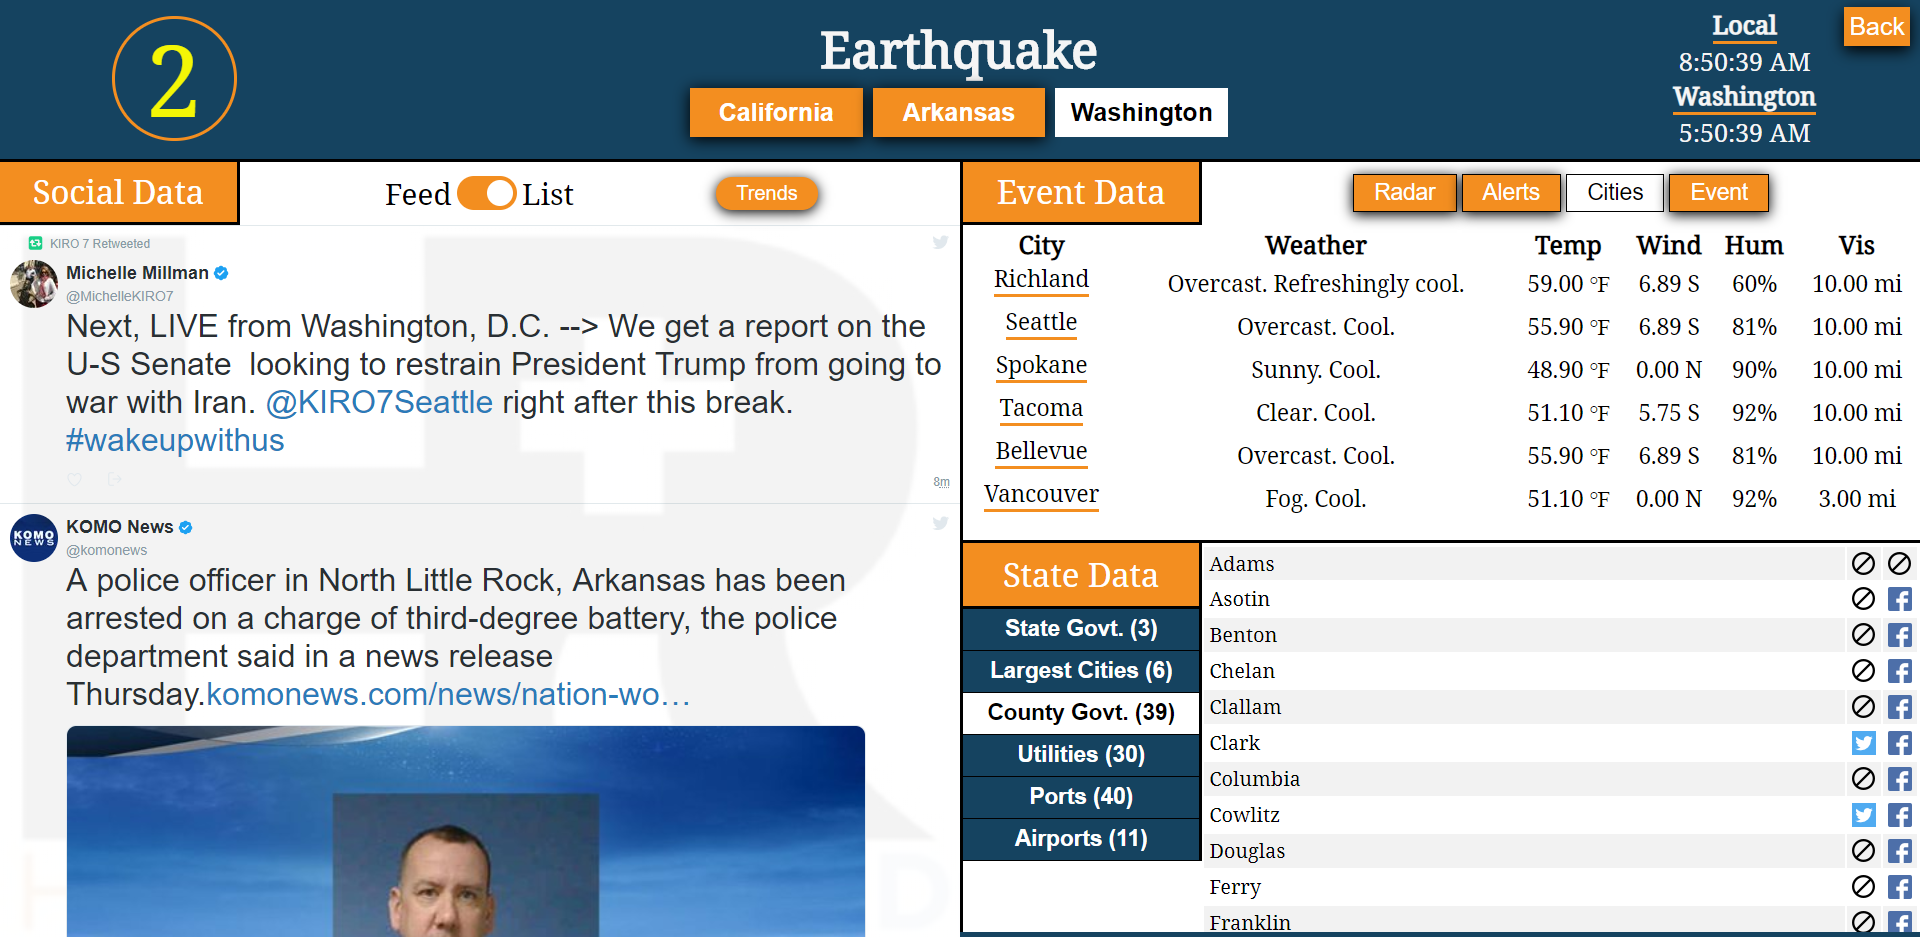 2
Earthquake
California Arkansas Washington
Local
8:50:39 AM
Washington
5:50:39 AM
Back
Social Data
Feed List
Trends
KIRO 7 Retweeted
Michelle Millman
@MichelleKIRO7
Next, LIVE from Washington, D.C. --> We get a report on the
U-S Senate looking to restrain President Trump from going to
war with Iran. @KIRO7Seattle right after this break.
#wakeupwithus
8m
KOMO NEWS
KOMO News
@komonews
A police officer in North Little Rock, Arkansas has been
arrested on a charge of third-degree battery, the police
department said in a news release
Thursday.komonews.com/news/nation-wo…
Event Data
Radar Alerts Cities Event
City Weather Temp Wind Hum Vis
Richland Overcast. Refreshingly cool. 59.00 °F 6.89 S 60% 10.00 mi
Seattle Overcast. Cool. 55.90 °F 6.89 S 81% 10.00 mi
Spokane Sunny. Cool. 48.90 °F 0.00 N 90% 10.00 mi
Tacoma Clear. Cool. 51.10 °F 5.75 S 92% 10.00 mi
Bellevue Overcast. Cool. 55.90 °F 6.89 S 81% 10.00 mi
Vancouver Fog. Cool. 51.10 °F 0.00 N 92% 3.00 mi
State Data
State Govt. (3)
Largest Cities (6)
County Govt. (39)
Utilities (30)
Ports (40)
Airports (11)
Adams
Asotin
Benton
Chelan
Clallam
Clark
Columbia
Cowlitz
Douglas
Ferry
Franklin